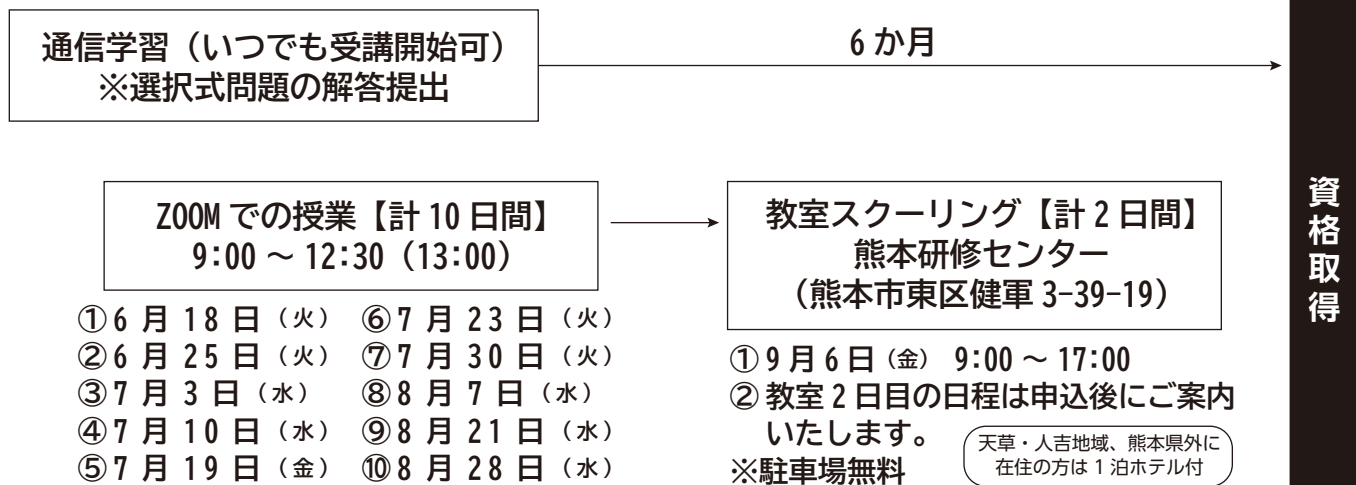 通信学習（いつでも受講開始可）
※選択式問題の解答提出
6か月
ZOOMでの授業【計10日間】
9:00～12:30（13:00）
①6月18日（火）
②6月25日（火）
③7月3日（水）
④7月10日（水）
⑤7月19日（金）
⑥7月23日（火）
⑦7月30日（火）
⑧8月7日（水）
⑨8月21日（水）
⑩8月28日（水）
教室スクーリング【計2日間】
熊本研修センター
（熊本市東区健軍3-39-19）
①9月6日（金） 9:00～17:00
②教室2日目の日程は申込後にご案内
いたします。
※駐車場無料
天草・人吉地域、熊本県外に
在住の方は1泊ホテル付
資格取得